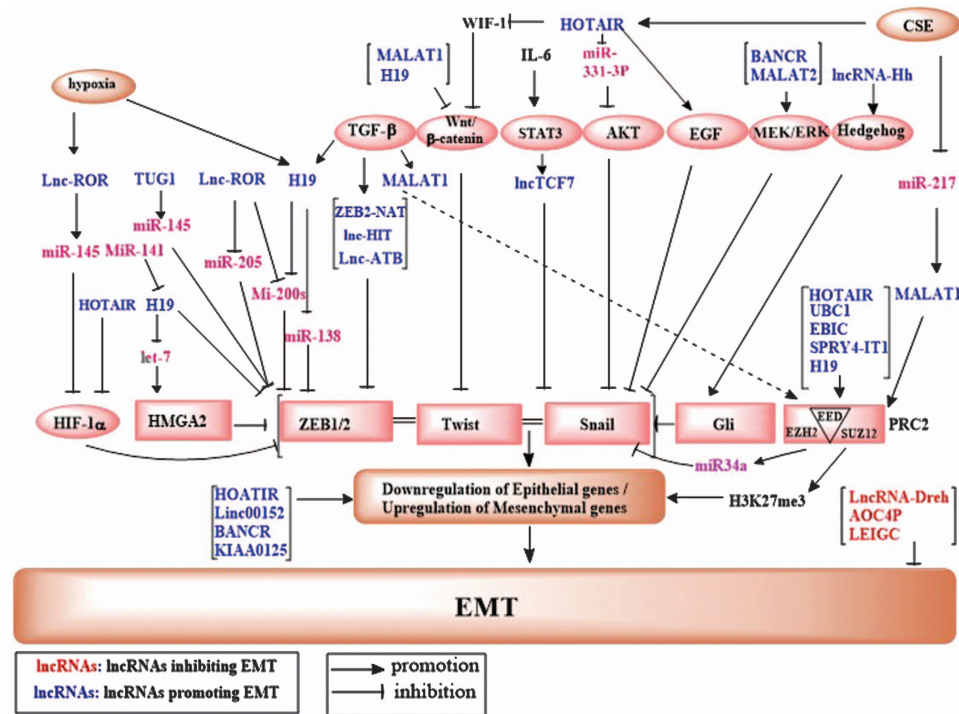 WIF-1
HOTAIR
CSE
MALAT1
H19
IL-6
miR-
331-3P
BANCR
MALAT2
lncRNA-Hh
hypoxia
TGF-β
Wnt/
β-catenin
STAT3
AKT
EGF
MEK/ERK
Hedgehog
Lnc-ROR
TUG1
Lnc-ROR
H19
MALAT1
lncTCF7
miR-217
miR-145
ZEB2-NAT
lnc-HIT
Lnc-ATB
miR-145
MiR-141
miR-205
Mi-200s
HOTAIR
H19
miR-138
let-7
HOTAIR
UBC1
EBIC
SPRY4-IT1
H19
MALAT1
HIF-1α
HMGA2
ZEB1/2
Twist
Snail
Gli
EED
EZH2
SUZ12
PRC2
miR34a
HOATIR
Linc00152
BANCR
KIAA0125
Downregulation of Epithelial genes /
Upregulation of Mesenchymal genes
H3K27me3
LncRNA-Dreh
AOC4P
LEIGC
EMT
lncRNAs: lncRNAs inhibiting EMT
lncRNAs: lncRNAs promoting EMT
promotion
inhibition